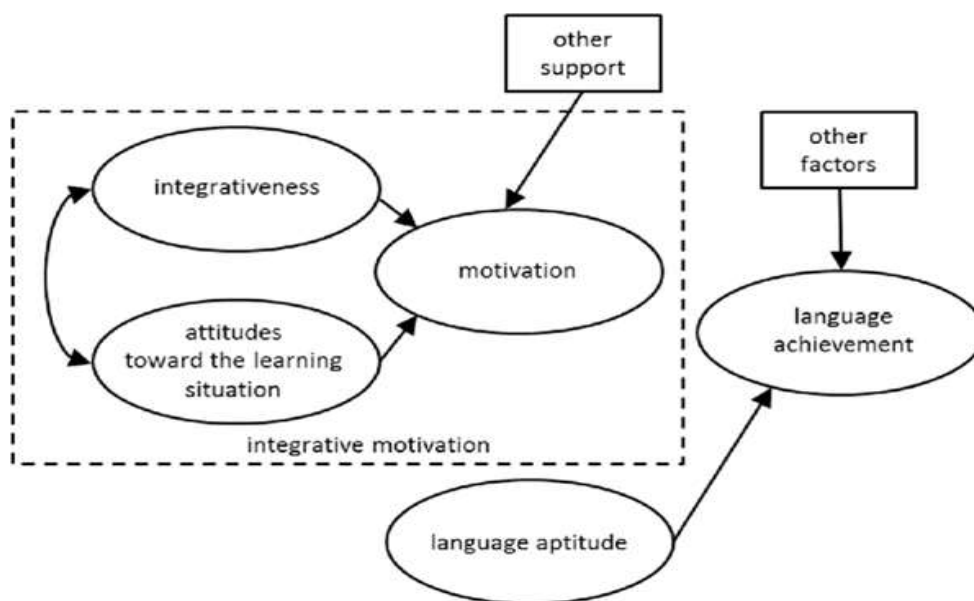 other
support
other
factors
integrativeness
motivation
attitudes
toward the learning
situation
language
achievement
integrative motivation
language aptitude